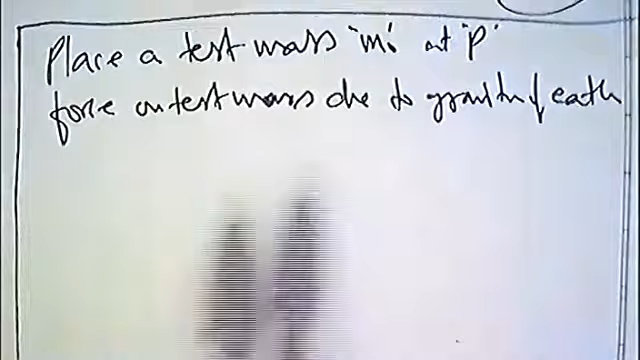 Place a test mass "m" at "P"
force on test mass due to gravity of earth